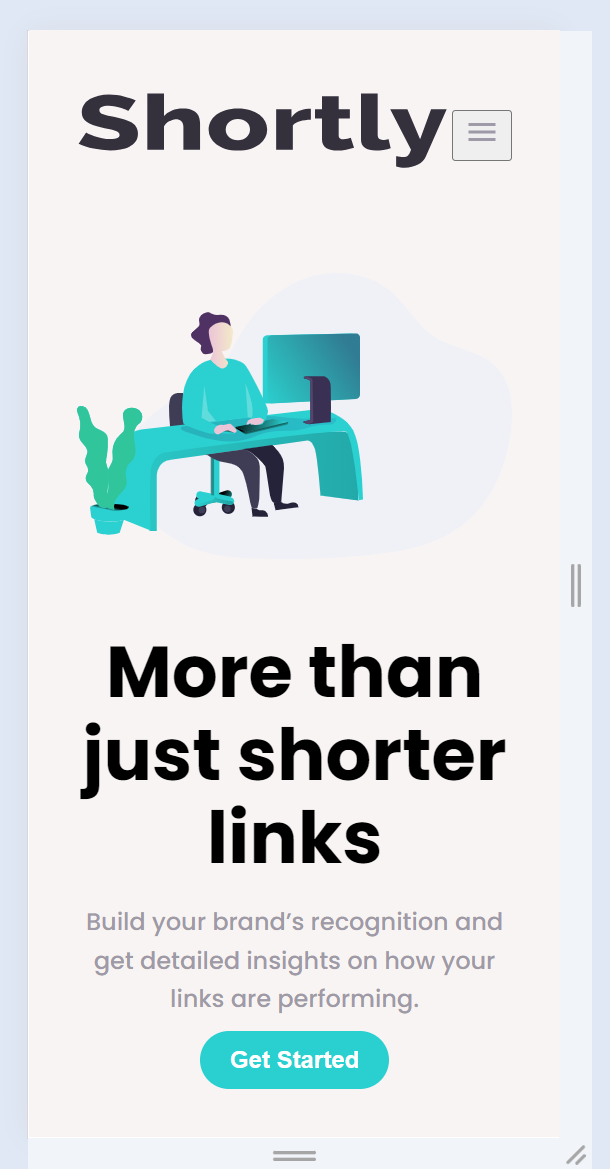 Shortly
More than
just shorter
links
Build your brand’s recognition and
get detailed insights on how your
links are performing.
Get Started